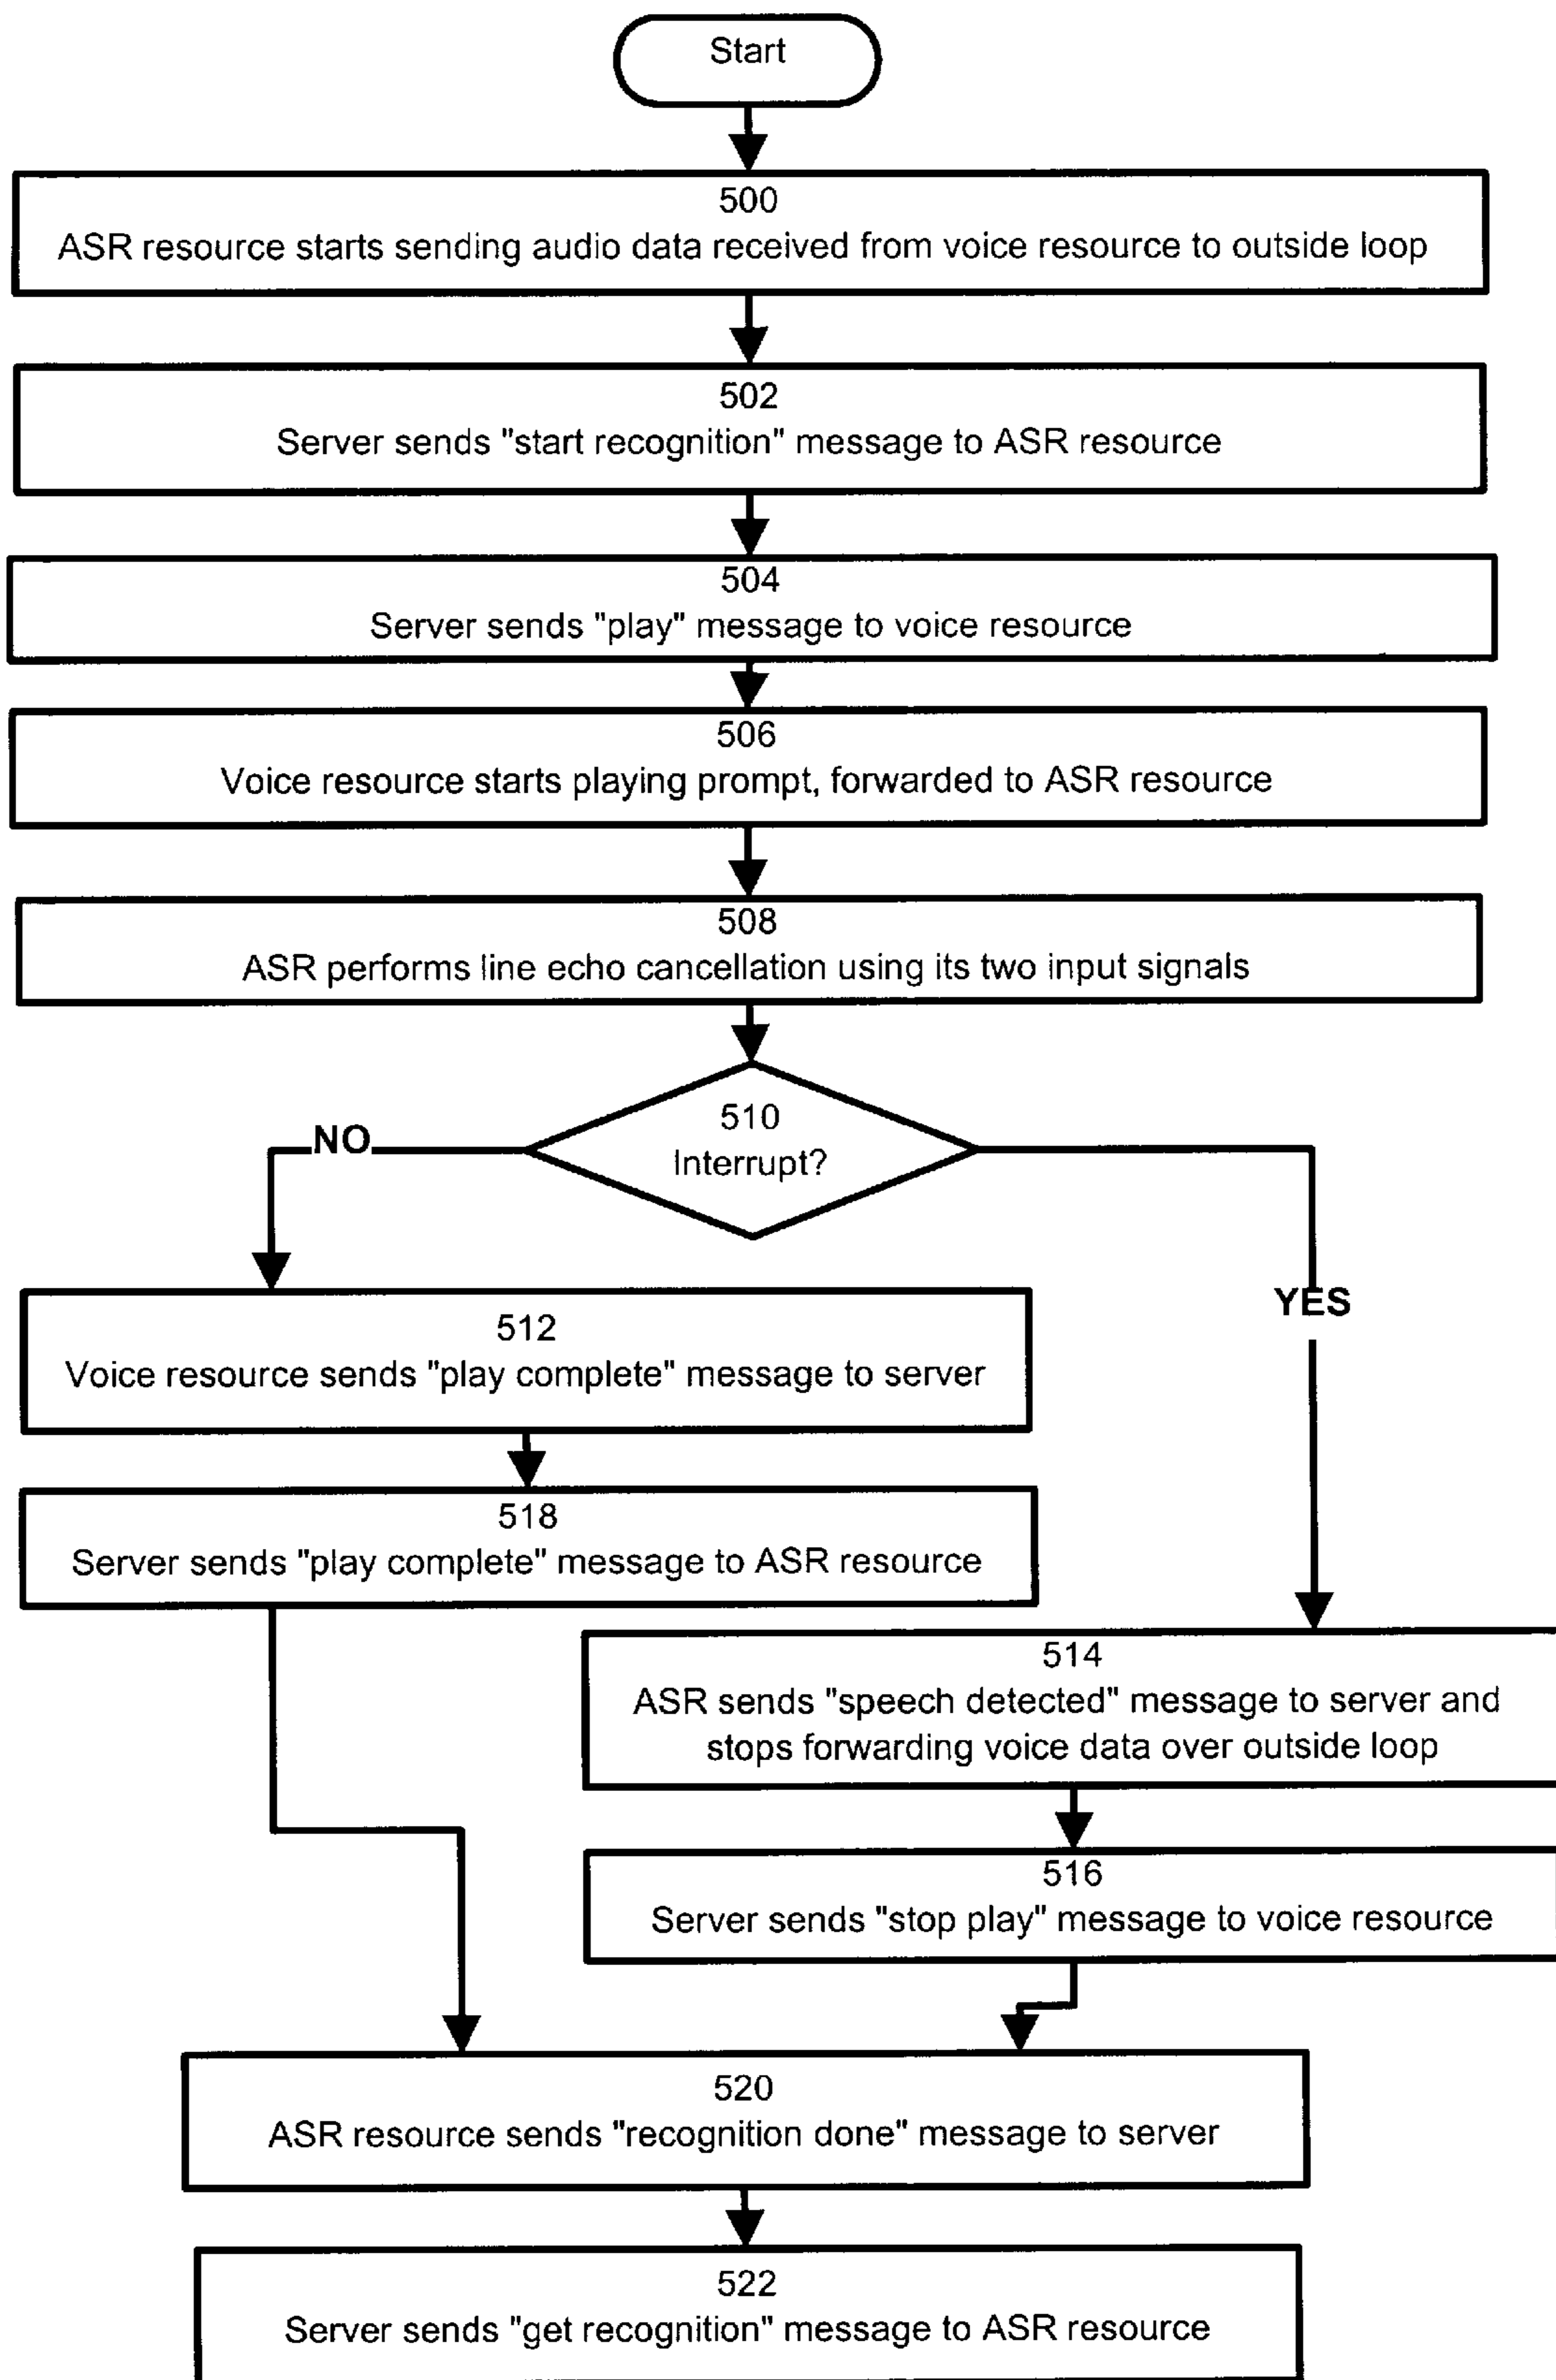 Start
500
ASR resource starts sending audio data received from voice resource to outside loop
502
Server sends "start recognition" message to ASR resource
504
Server sends "play" message to voice resource
506
Voice resource starts playing prompt, forwarded to ASR resource
508
ASR performs line echo cancellation using its two input signals
510
Interrupt?
NO
YES
512
Voice resource sends "play complete" message to server
518
Server sends "play complete" message to ASR resource
514
ASR sends "speech detected" message to server and
stops forwarding voice data over outside loop
516
Server sends "stop play" message to voice resource
520
ASR resource sends "recognition done" message to server
522
Server sends "get recognition" message to ASR resource